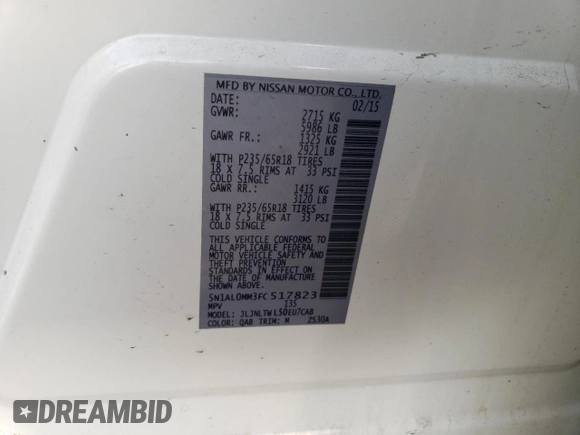 MFD BY NISSAN MOTOR CO., LTD.
DATE: 02/15
GVWR: 2715 KG
5986 LB
GAWR FR.: 1325 KG
2921 LB
WITH P235/65R18 TIRES
18 X 7.5 RIMS AT 33 PSI
COLD SINGLE
GAWR RR.: 1415 KG
3120 LB
WITH P235/65R18 TIRES
18 X 7.5 RIMS AT 33 PSI
COLD SINGLE
THIS VEHICLE CONFORMS TO
ALL APPLICABLE FEDERAL
MOTOR VEHICLE SAFETY AND
THEFT PREVENTION
STANDARDS IN EFFECT ON
THE DATE OF MANUFACTURE
SHOWN ABOVE.
5N1AL0MM3FC517823
MPV 135
MODEL: JLJNLTWL50EU7CAB
COLOR: QAB TRIM: M 2530A
DREAMBID